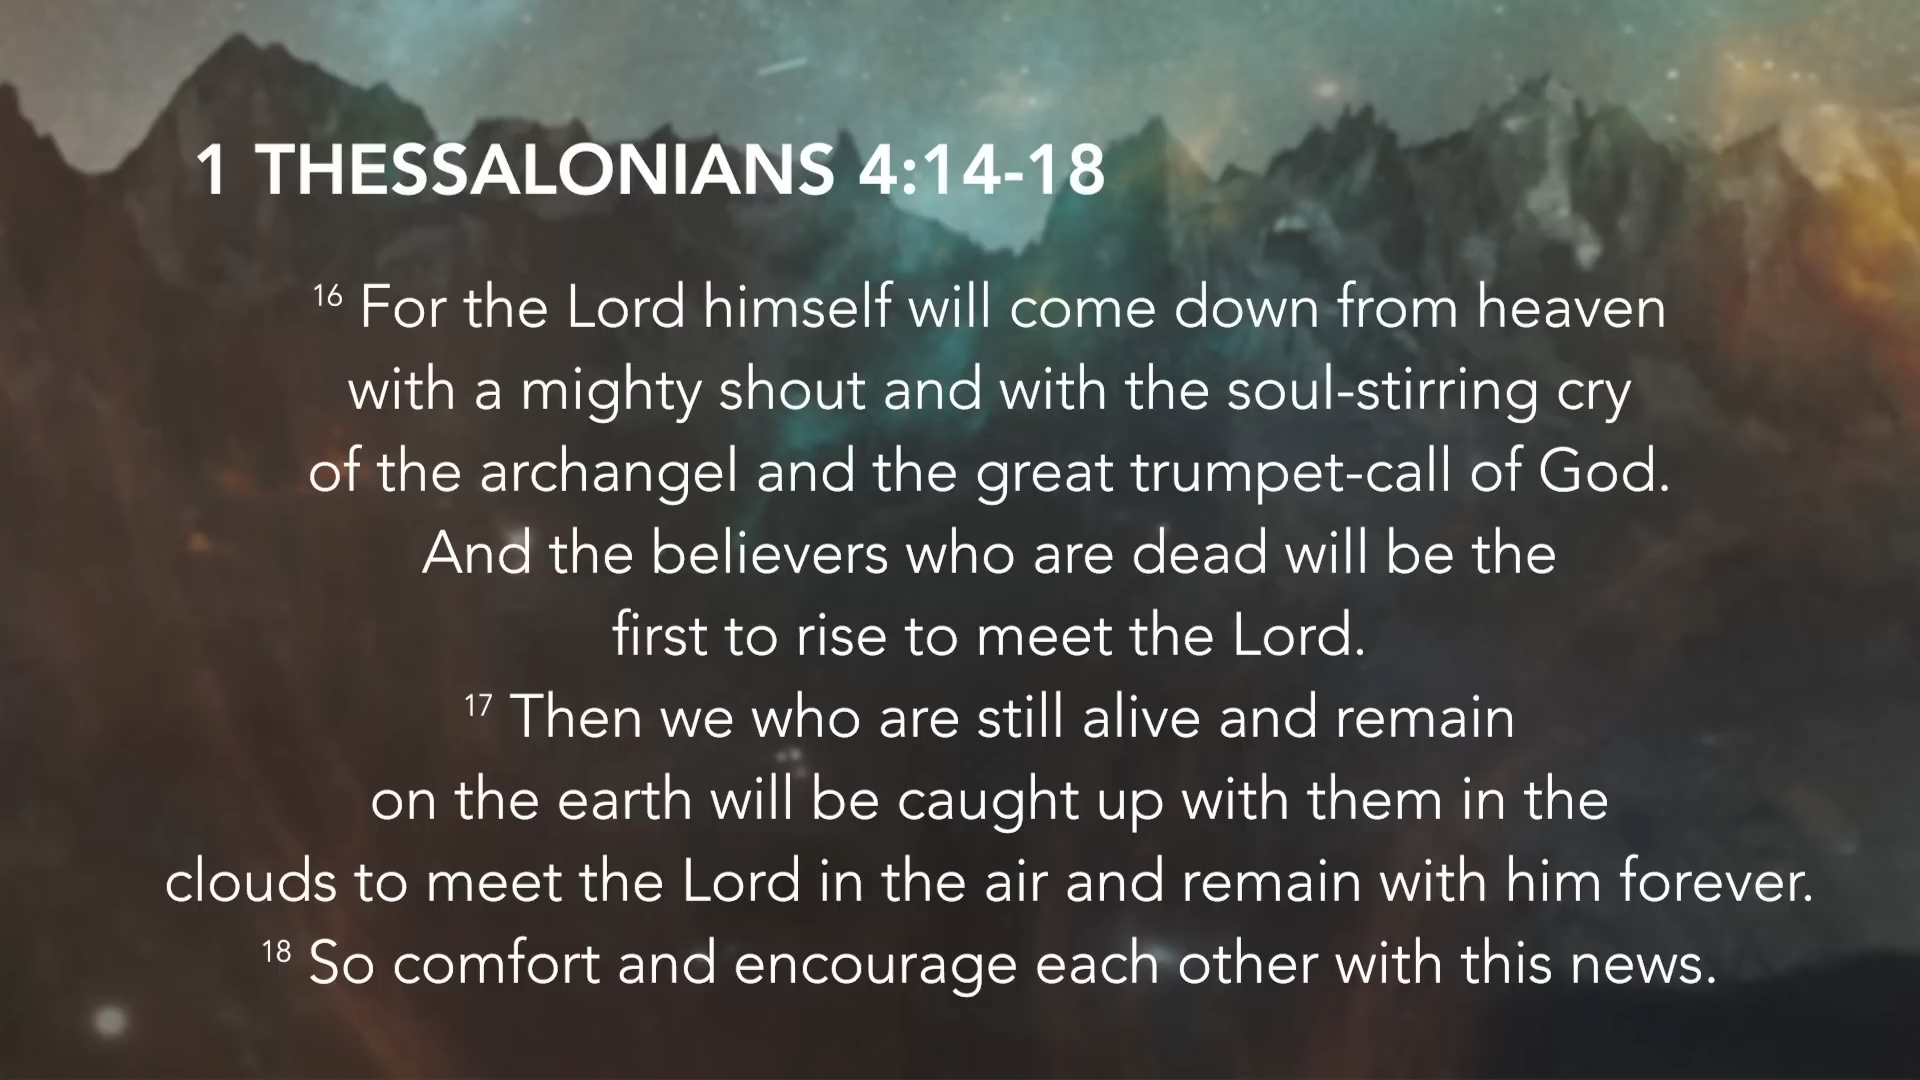 1 THESSALONIANS 4:14-18
16 For the Lord himself will come down from heaven
with a mighty shout and with the soul-stirring cry
of the archangel and the great trumpet-call of God.
And the believers who are dead will be the
first to rise to meet the Lord.
17 Then we who are still alive and remain
on the earth will be caught up with them in the
clouds to meet the Lord in the air and remain with him forever.
18 So comfort and encourage each other with this news.